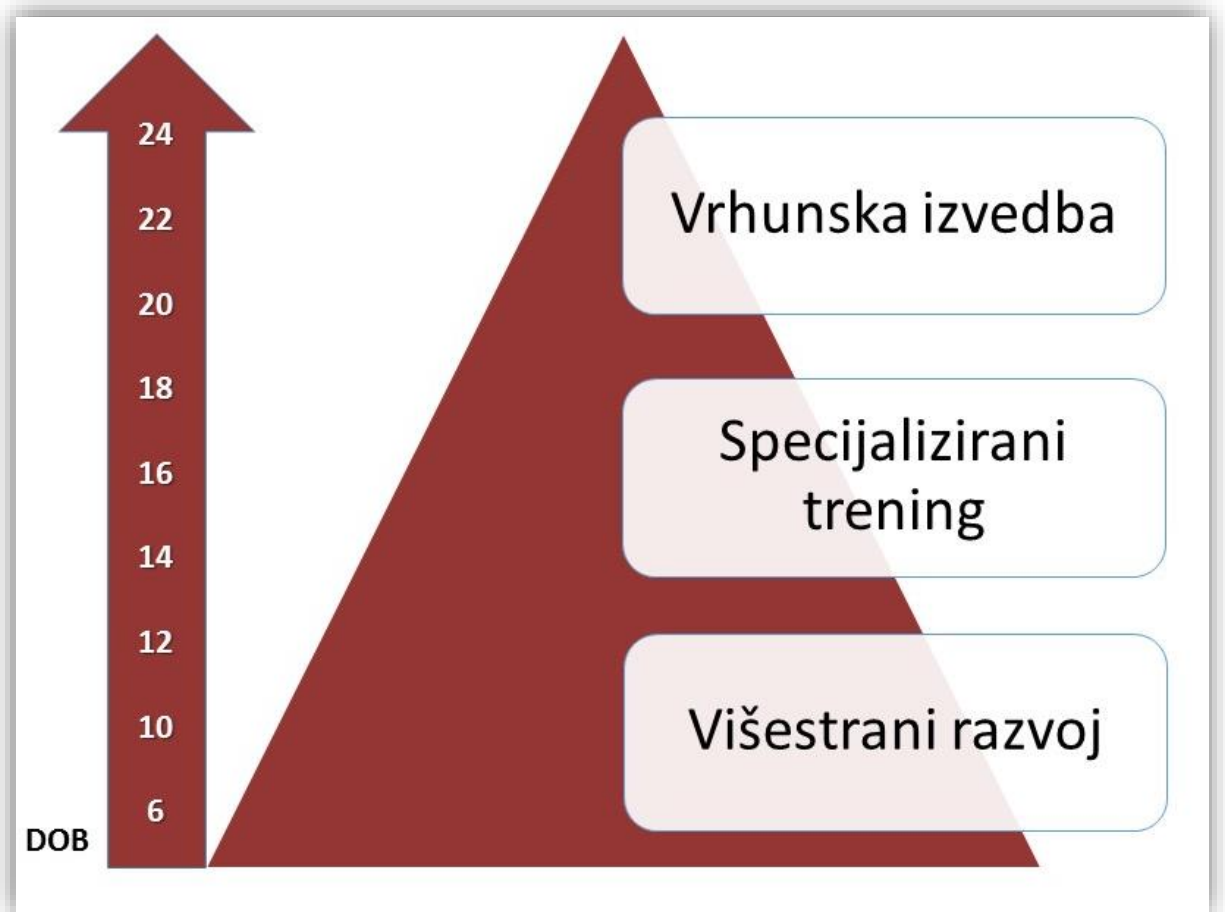 24
22
20
18
16
14
12
10
6
DOB
Vrhunska izvedba
Specijalizirani
trening
Višestrani razvoj